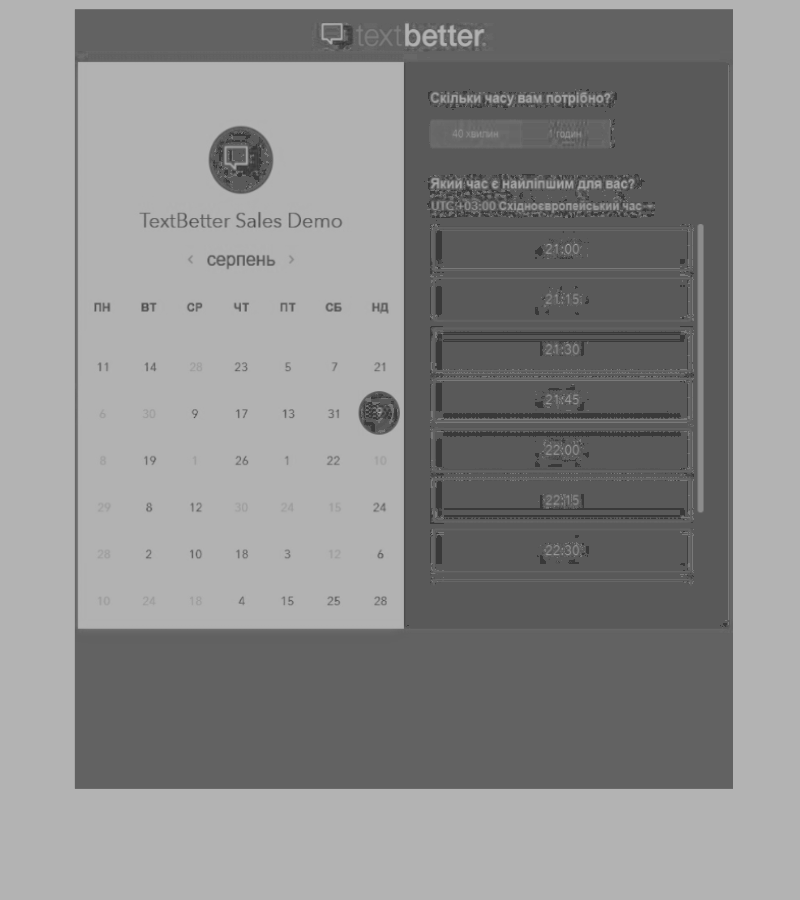 textbetter
TextBetter Sales Demo
‹ серпень ›
ПН ВТ СР ЧТ ПТ СБ НД
11 14 28 23 5 7 21
6 30 9 17 13 31
8 19 1 26 1 22 10
29 8 12 30 24 15 24
28 2 10 18 3 12 6
10 24 18 4 15 25 28
Скільки часу вам потрібно?
40 хвилин 1 годин
Який час є найліпшим для вас?
UTC +03:00 Східноєвропейський час
21:00
21:15
21:30
21:45
22:00
22:15
22:30